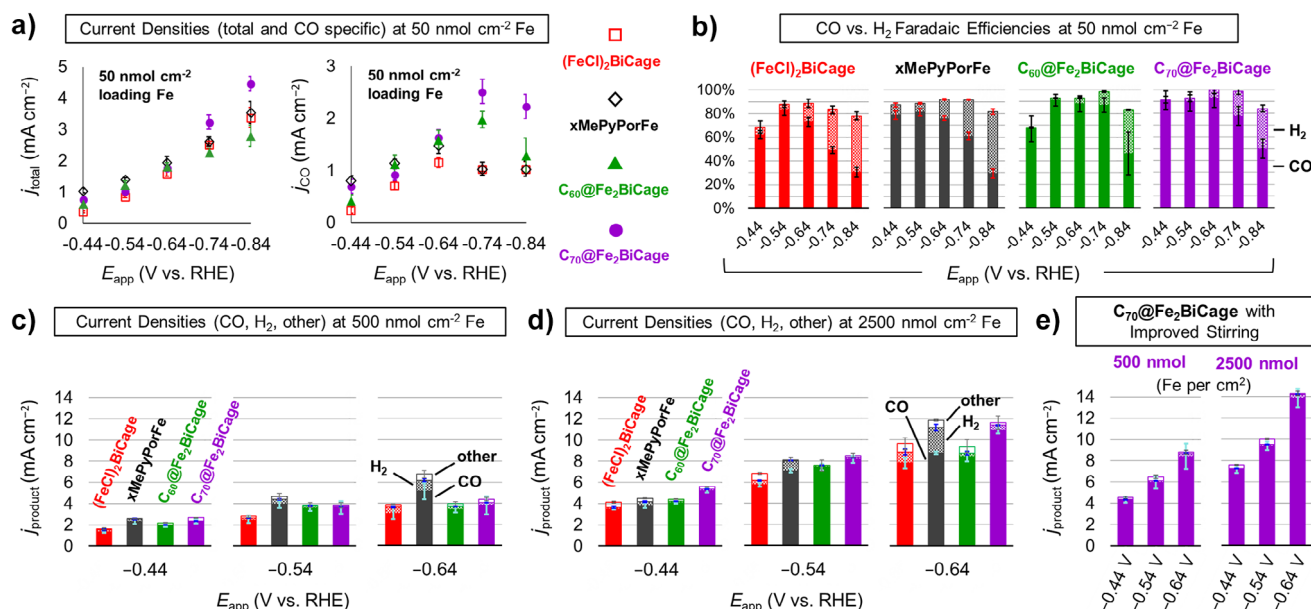 a)
Current Densities (total and CO specific) at 50 nmol cm⁻² Fe
5
4
3
2
1
0
j_total (mA cm⁻²)
50 nmol cm⁻²
loading Fe
−0.44 −0.54 −0.64 −0.74 −0.84
E_app (V vs. RHE)
3
2
1
0
j_CO (mA cm⁻²)
50 nmol cm⁻²
loading Fe
−0.44 −0.54 −0.64 −0.74 −0.84
E_app (V vs. RHE)
(FeCl)₂BiCage
xMePyPorFe
C₆₀@Fe₂BiCage
C₇₀@Fe₂BiCage
b)
CO vs. H₂ Faradaic Efficiencies at 50 nmol cm⁻² Fe
(FeCl)₂BiCage
xMePyPorFe
C₆₀@Fe₂BiCage
C₇₀@Fe₂BiCage
100%
80%
60%
40%
20%
0%
H₂
CO
−0.44 −0.54 −0.64 −0.74 −0.84
−0.44 −0.54 −0.64 −0.74 −0.84
−0.44 −0.54 −0.64 −0.74 −0.84
−0.44 −0.54 −0.64 −0.74 −0.84
E_app (V vs. RHE)
c)
Current Densities (CO, H₂, other) at 500 nmol cm⁻² Fe
14
12
10
8
6
4
2
0
j_product (mA cm⁻²)
(FeCl)₂BiCage
xMePyPorFe
C₆₀@Fe₂BiCage
C₇₀@Fe₂BiCage
H₂
other
CO
−0.44
−0.54
−0.64
E_app (V vs. RHE)
d)
Current Densities (CO, H₂, other) at 2500 nmol cm⁻² Fe
14
12
10
8
6
4
2
0
j_product (mA cm⁻²)
(FeCl)₂BiCage
xMePyPorFe
C₆₀@Fe₂BiCage
C₇₀@Fe₂BiCage
CO
other
H₂
−0.44
−0.54
−0.64
E_app (V vs. RHE)
e)
C₇₀@Fe₂BiCage with
Improved Stirring
500 nmol
2500 nmol
(Fe per cm²)
14
12
10
8
6
4
2
0
j_product (mA cm⁻²)
−0.44 V
−0.54 V
−0.64 V
−0.44 V
−0.54 V
−0.64 V